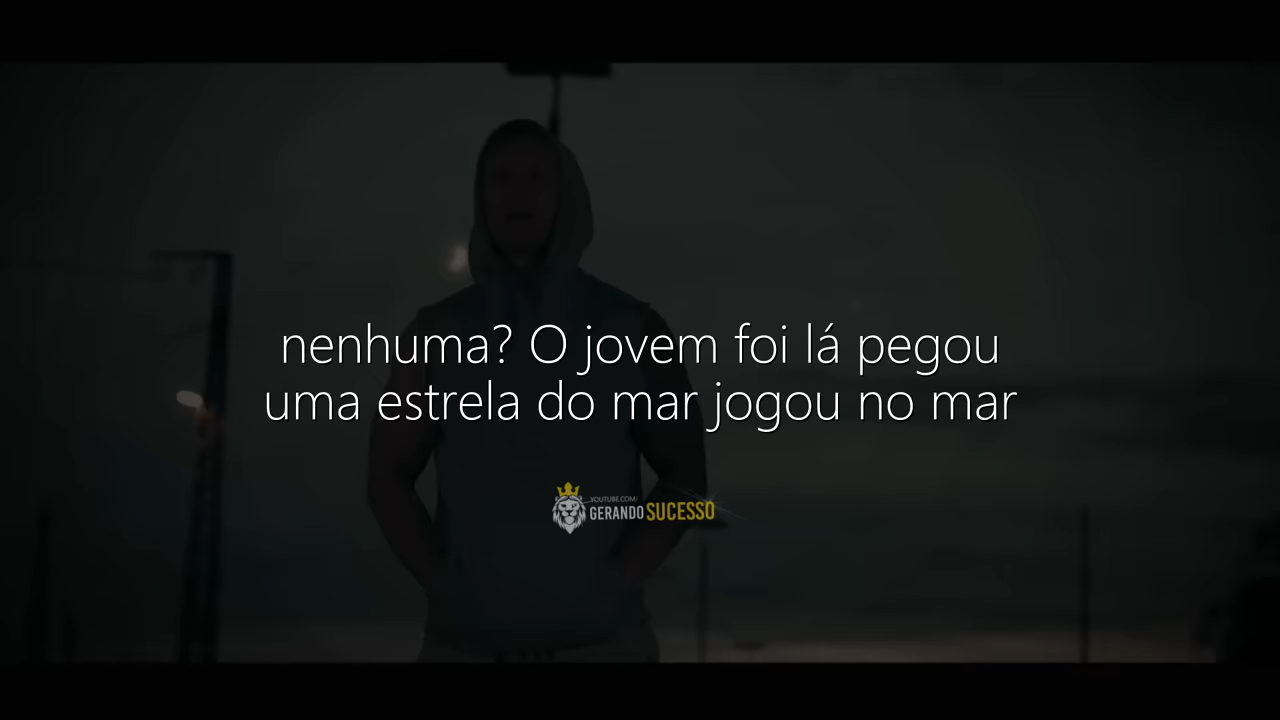 nenhuma? O jovem foi lá pegou
uma estrela do mar jogou no mar
YOUTUBE.COM/
GERANDO SUCESSO